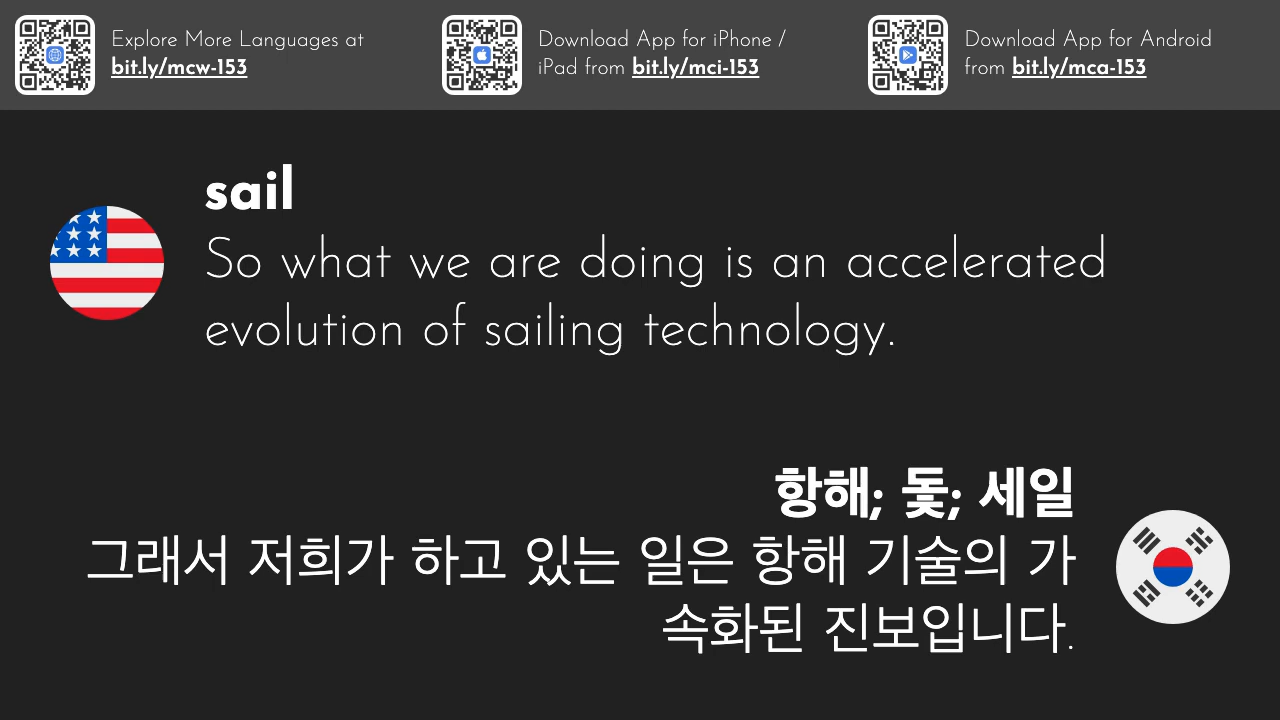 Explore More Languages at
bit.ly/mcw-153
Download App for iPhone /
iPad from bit.ly/mci-153
Download App for Android
from bit.ly/mca-153
sail
So what we are doing is an accelerated
evolution of sailing technology.
항해; 돛; 세일
그래서 저희가 하고 있는 일은 항해 기술의 가
속화된 진보입니다.